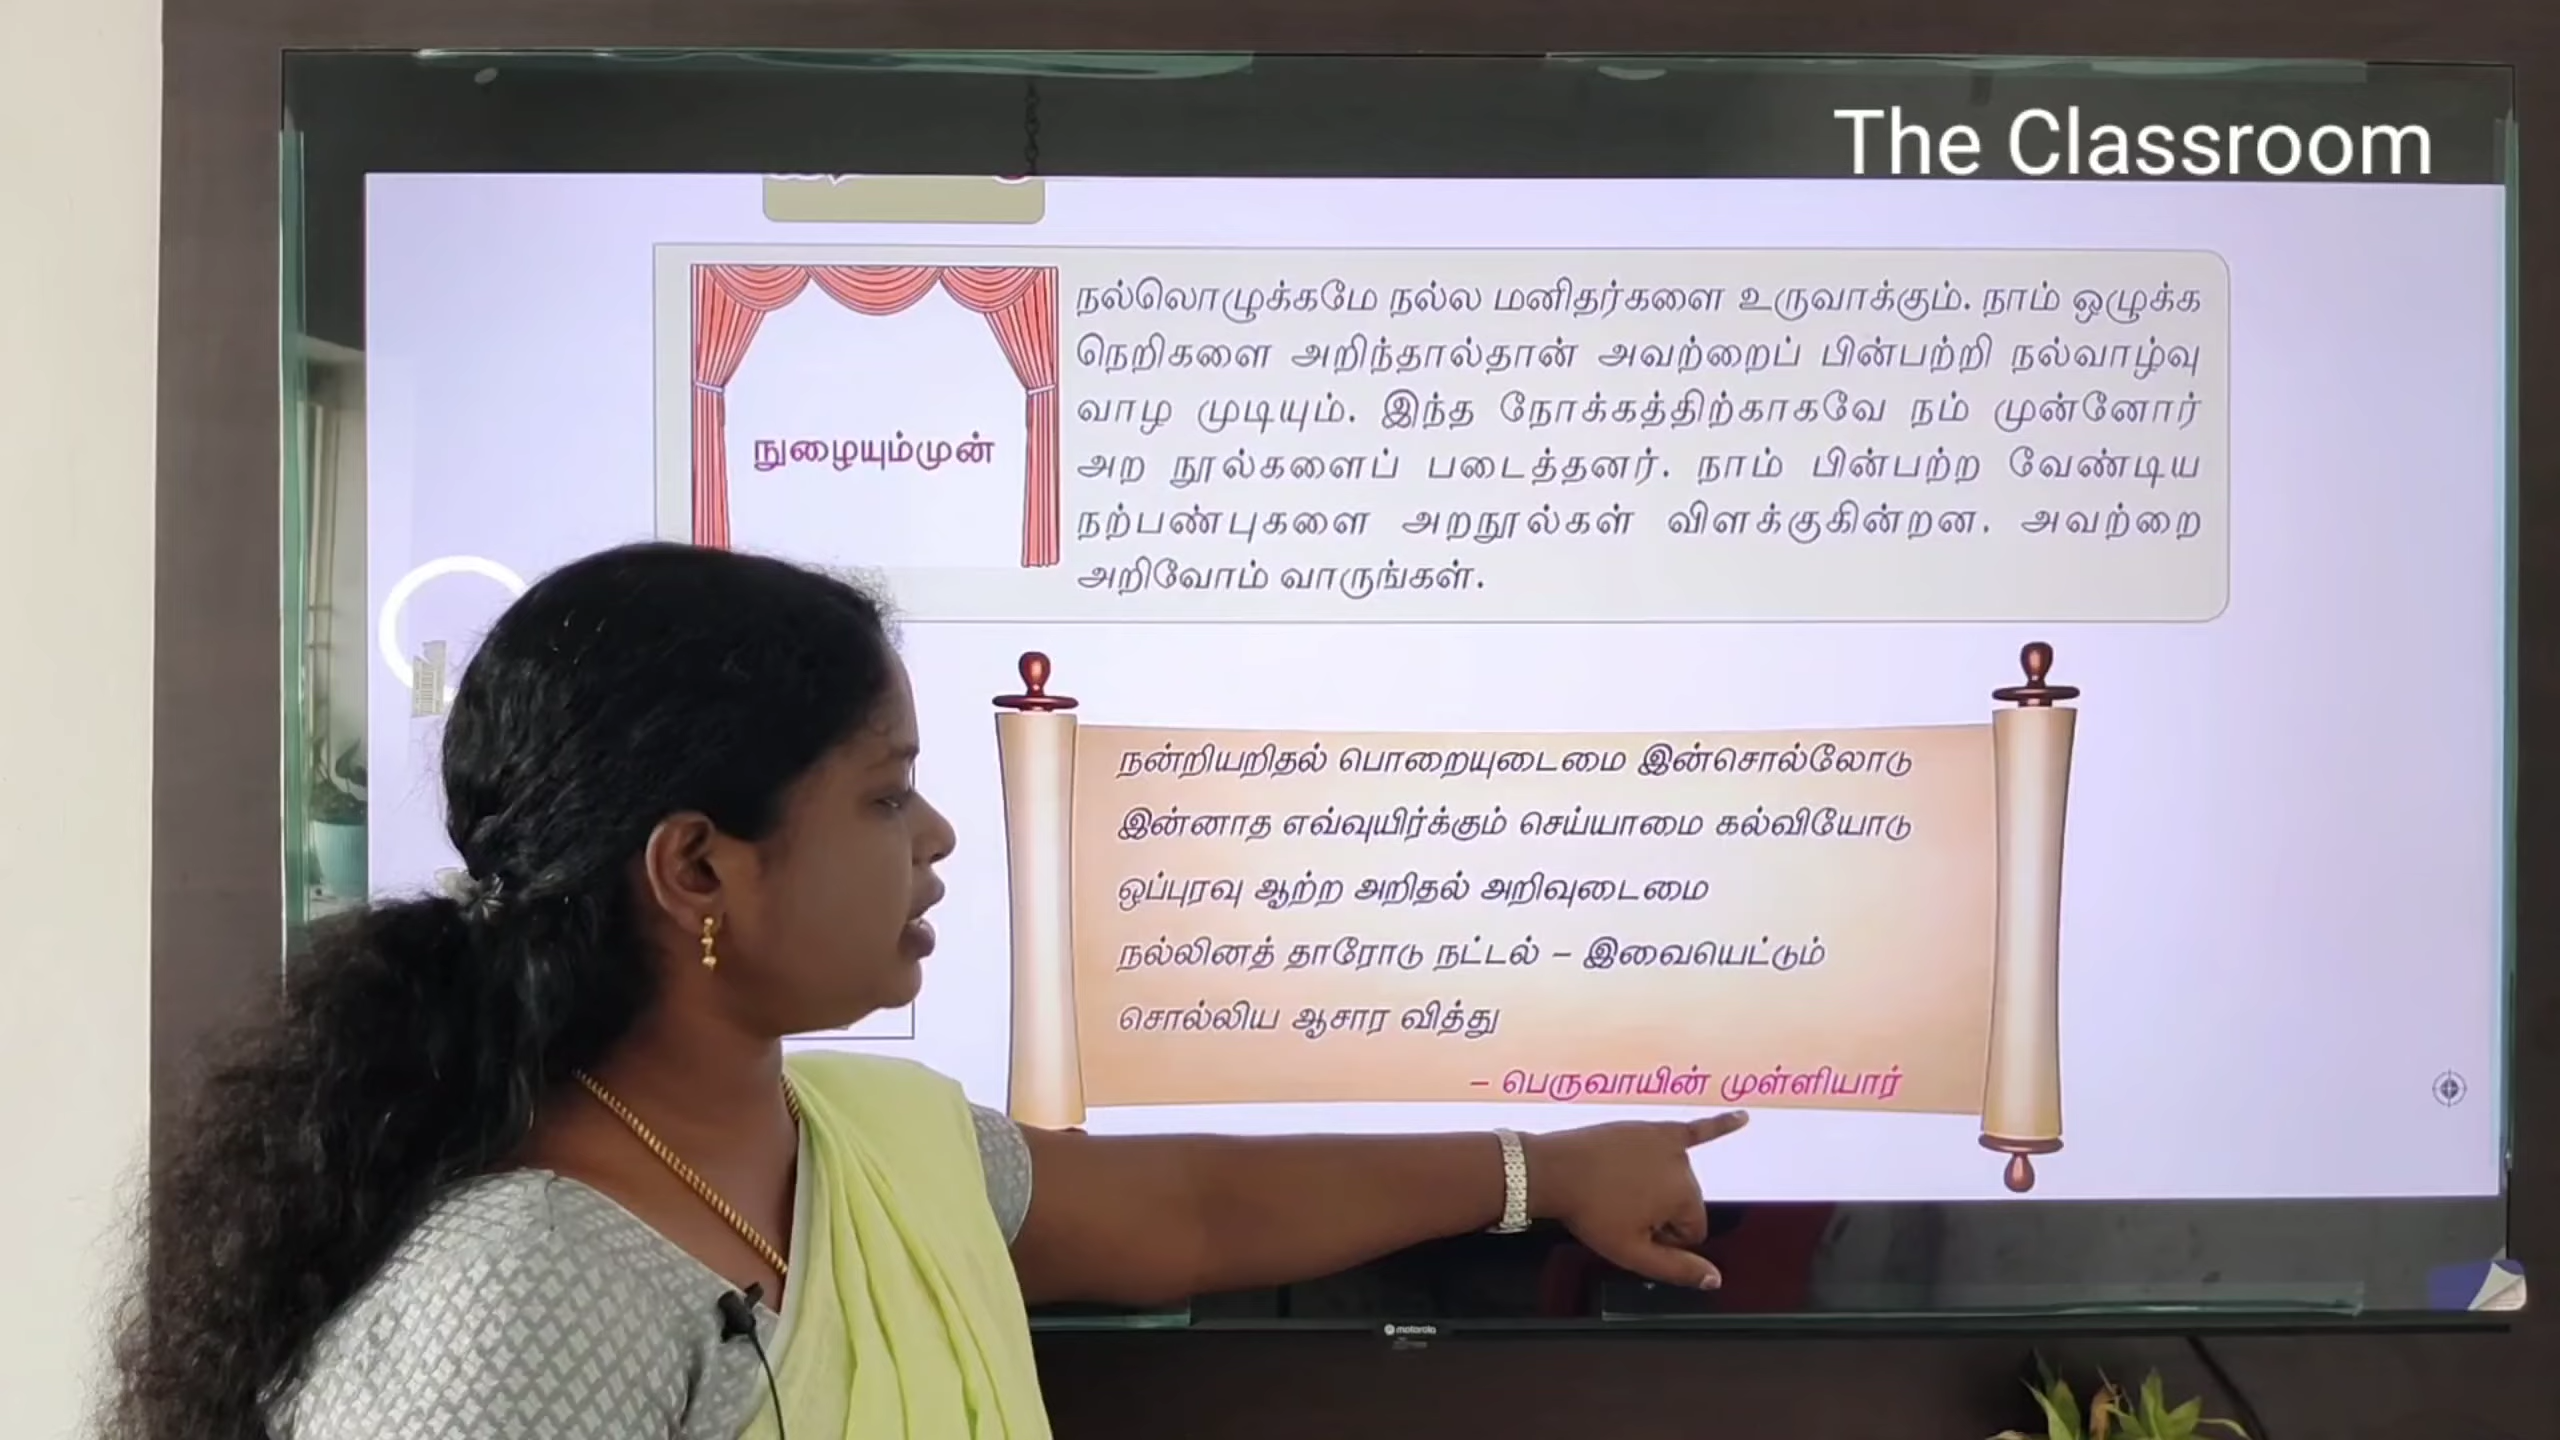 The Classroom
நல்லொழுக்கமே நல்ல மனிதர்களை உருவாக்கும். நாம் ஒழுக்க
நெறிகளை அறிந்தால்தான் அவற்றைப் பின்பற்றி நல்வாழ்வு
வாழ முடியும். இந்த நோக்கத்திற்காகவே நம் முன்னோர்
அற நூல்களைப் படைத்தனர். நாம் பின்பற்ற வேண்டிய
நற்பண்புகளை அறநூல்கள் விளக்குகின்றன. அவற்றை
அறிவோம் வாருங்கள்.
நுழையும்முன்
நன்றியறிதல் பொறையுடைமை இன்சொல்லோடு
இன்னாத எவ்வுயிர்க்கும் செய்யாமை கல்வியோடு
ஒப்புரவு ஆற்ற அறிதல் அறிவுடைமை
நல்லினத் தாரோடு நட்டல் – இவையெட்டும்
சொல்லிய ஆசார வித்து
– பெருவாயின் முள்ளியார்
motorola